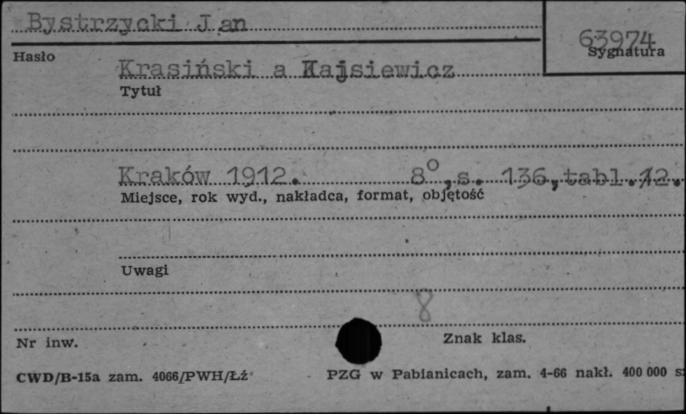 Bystrzycki Jan
63974
Hasło
Sygnatura
Krasiński a Kajsiewicz
Tytuł
Kraków 1912. 8°, s. 136, tabl. 12.
Miejsce, rok wyd., nakładca, format, objętość
Uwagi
8
Nr inw.
Znak klas.
CWD/B-15a zam. 4066/PWH/Łź
PZG w Pabianicach, zam. 4-66 nakł. 400 000 s